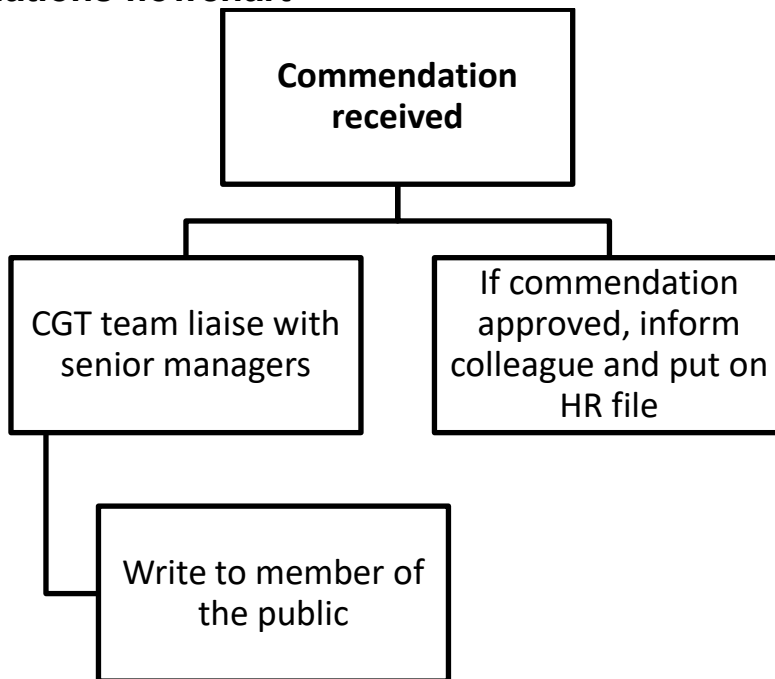 Commendation
received
CGT team liaise with
senior managers
If commendation
approved, inform
colleague and put on
HR file
Write to member of
the public